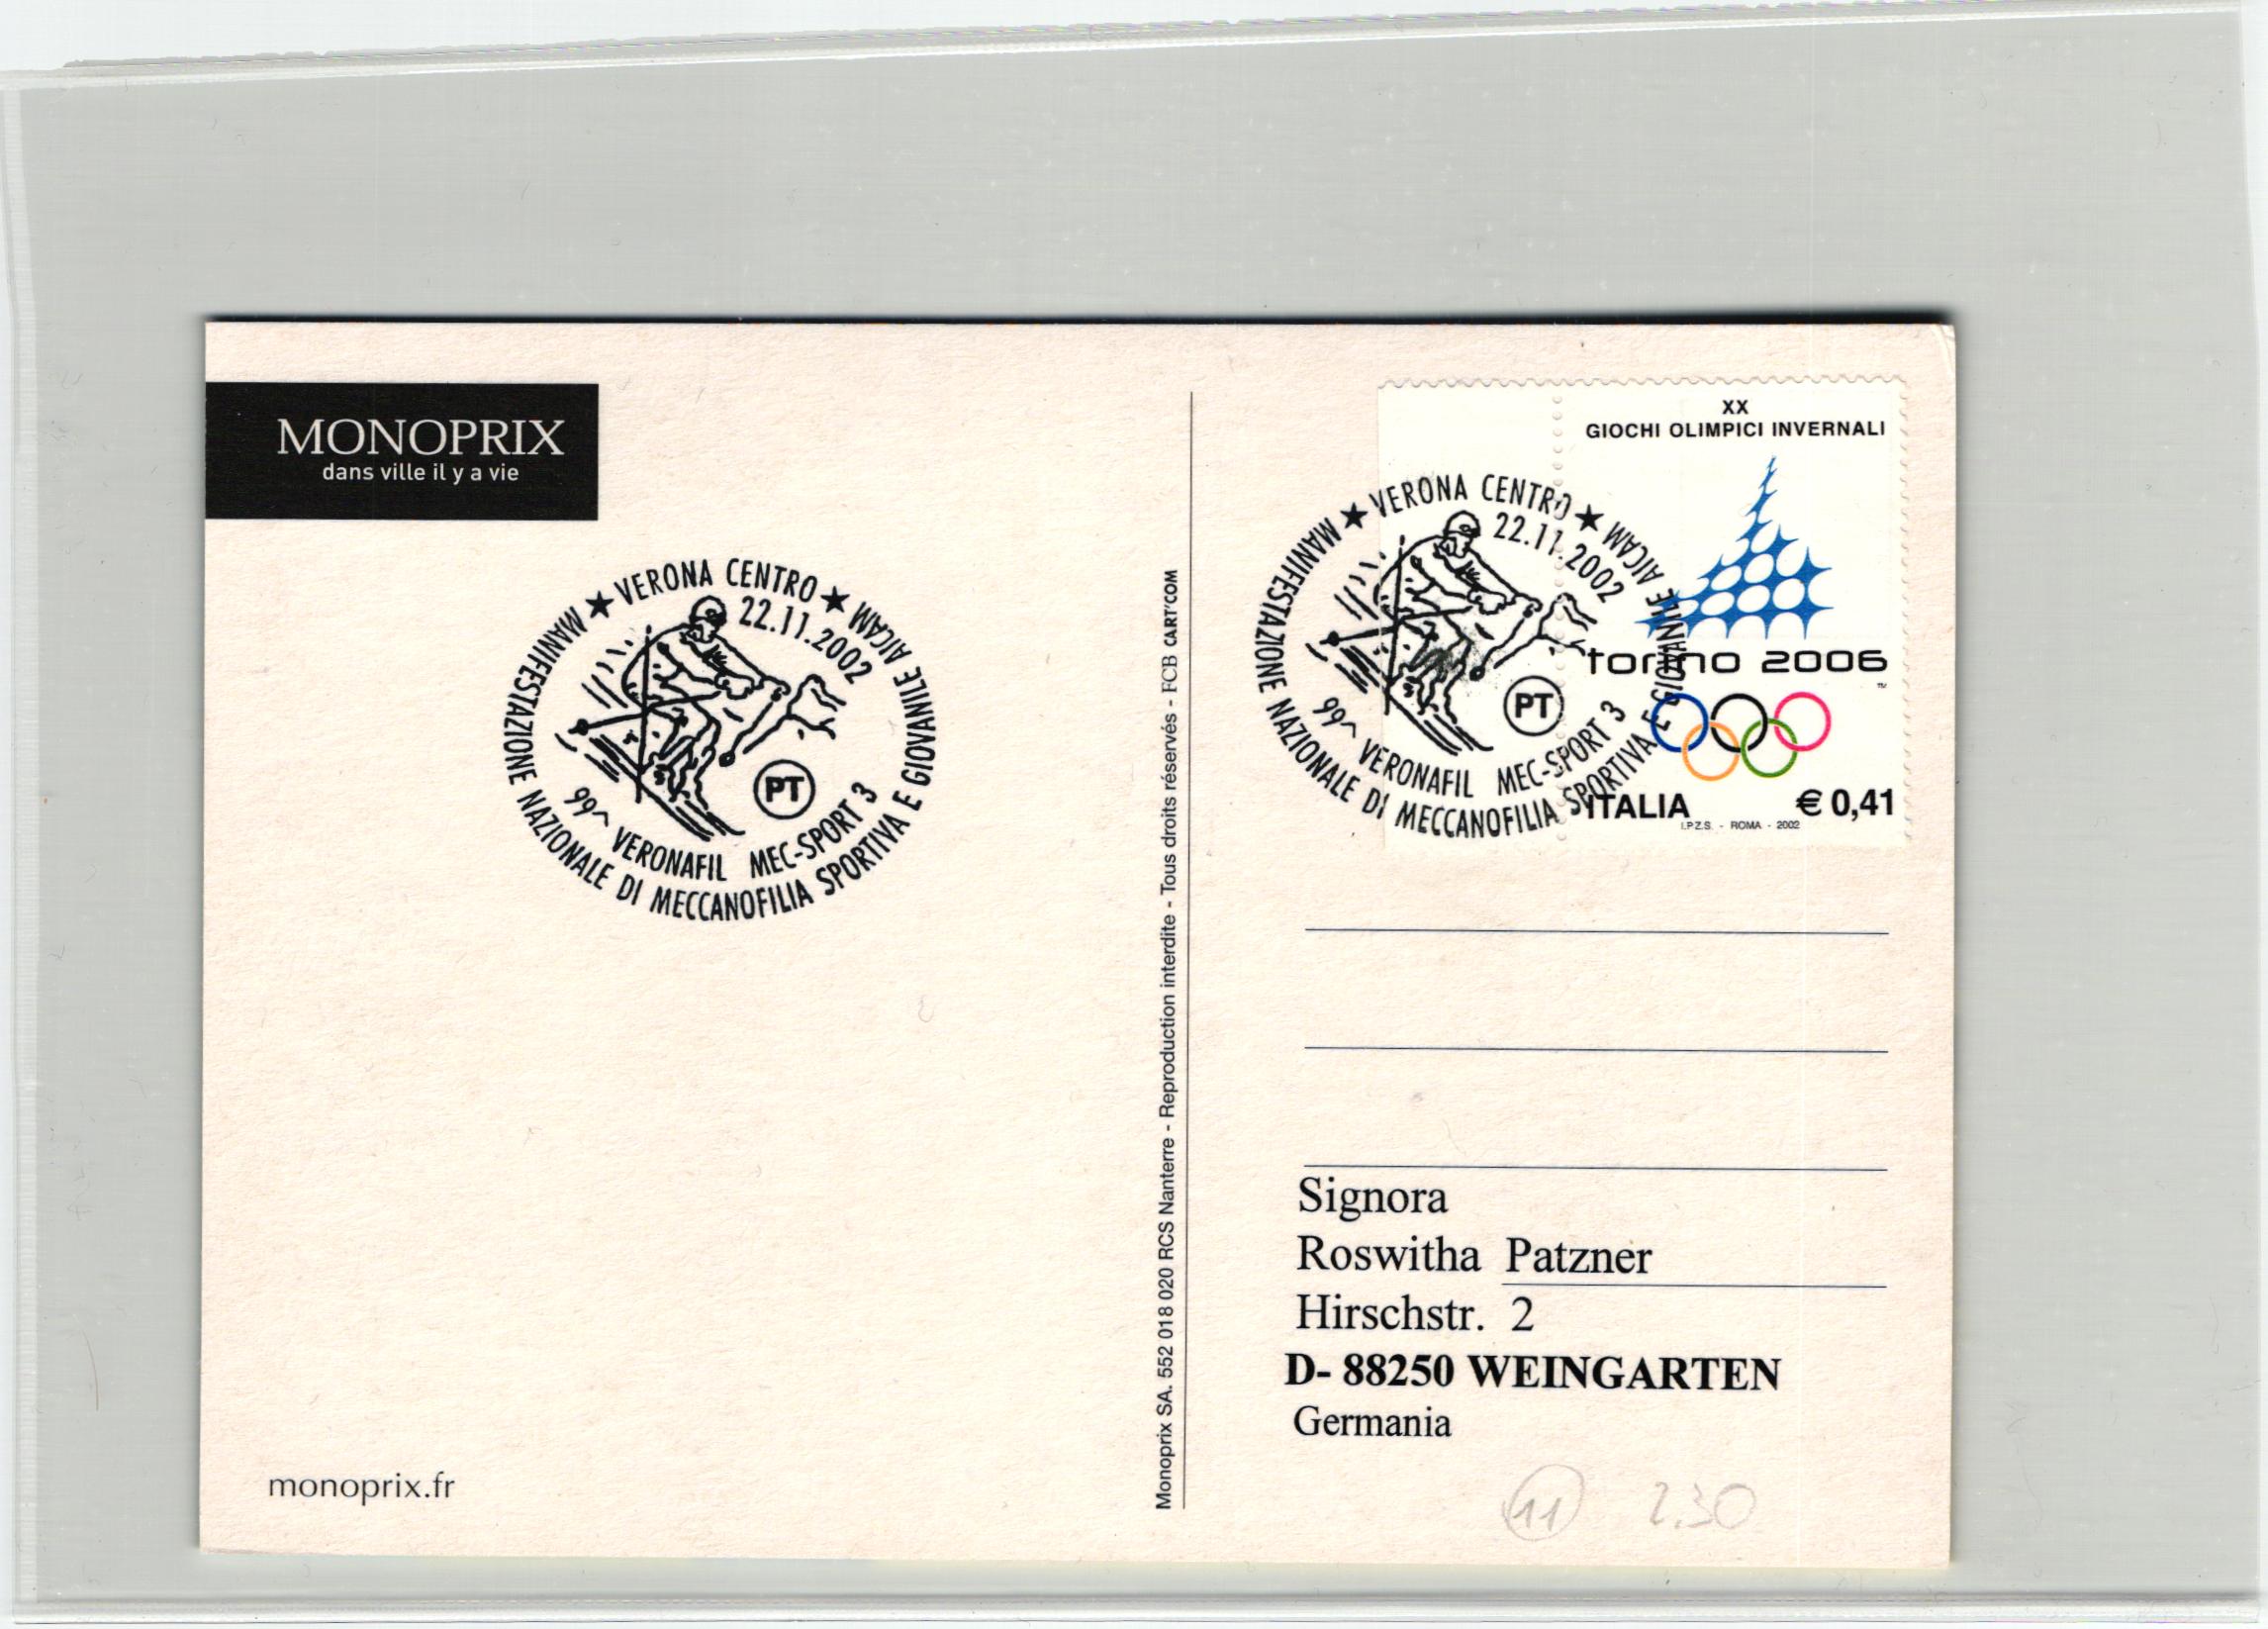 MONOPRIX
dans ville il y a vie
★ VERONA CENTRO ★
22.11.2002
PT
99^ VERONAFIL MEC-SPORT 3
MANIFESTAZIONE NAZIONALE DI MECCANOFILIA SPORTIVA E GIOVANILE AICAM
monoprix.fr
Monoprix SA. 552 018 020 RCS Nanterre - Reproduction interdite - Tous droits réservés - FCB CART'COM
XX
GIOCHI OLIMPICI INVERNALI
torino 2006
TM
ITALIA € 0,41
I.P.Z.S. - ROMA - 2002
★ VERONA CENTRO ★
22.11.2002
PT
99^ VERONAFIL MEC-SPORT 3
MANIFESTAZIONE NAZIONALE DI MECCANOFILIA SPORTIVA E GIOVANILE AICAM
Signora
Roswitha Patzner
Hirschstr. 2
D- 88250 WEINGARTEN
Germania
11 2.30